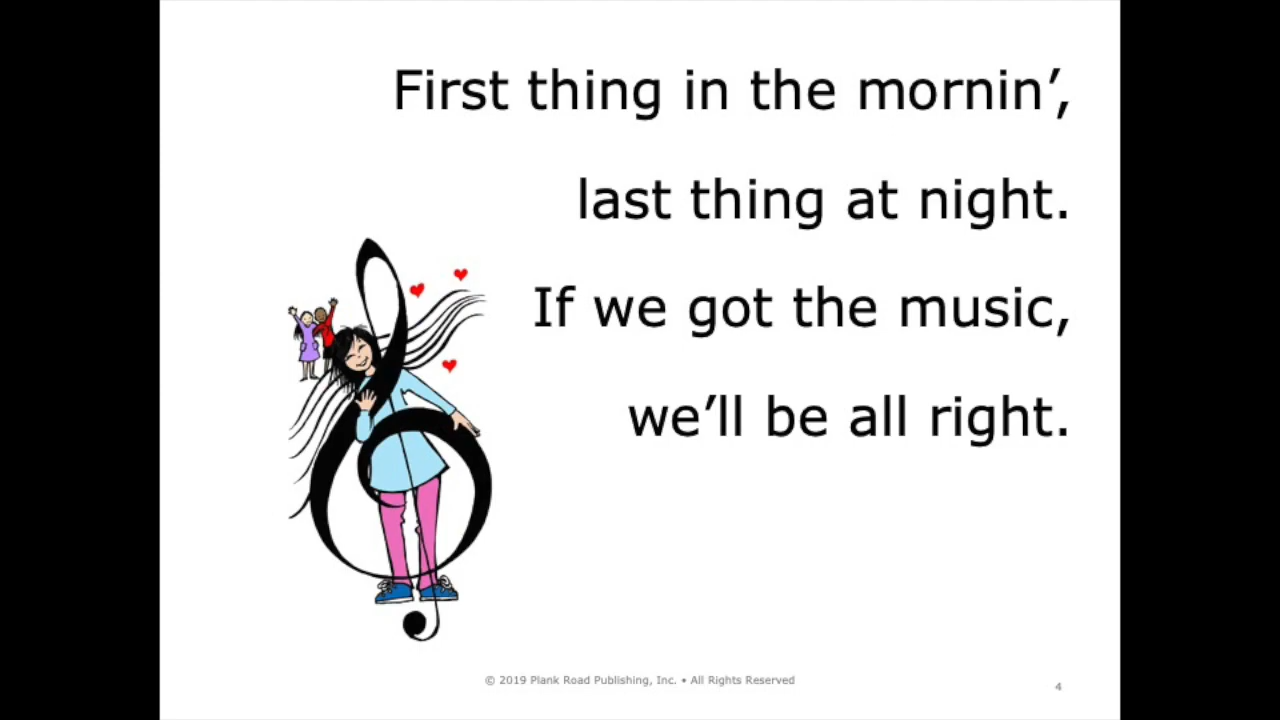 First thing in the mornin’,
last thing at night.
If we got the music,
we’ll be all right.
© 2019 Plank Road Publishing, Inc. • All Rights Reserved
4